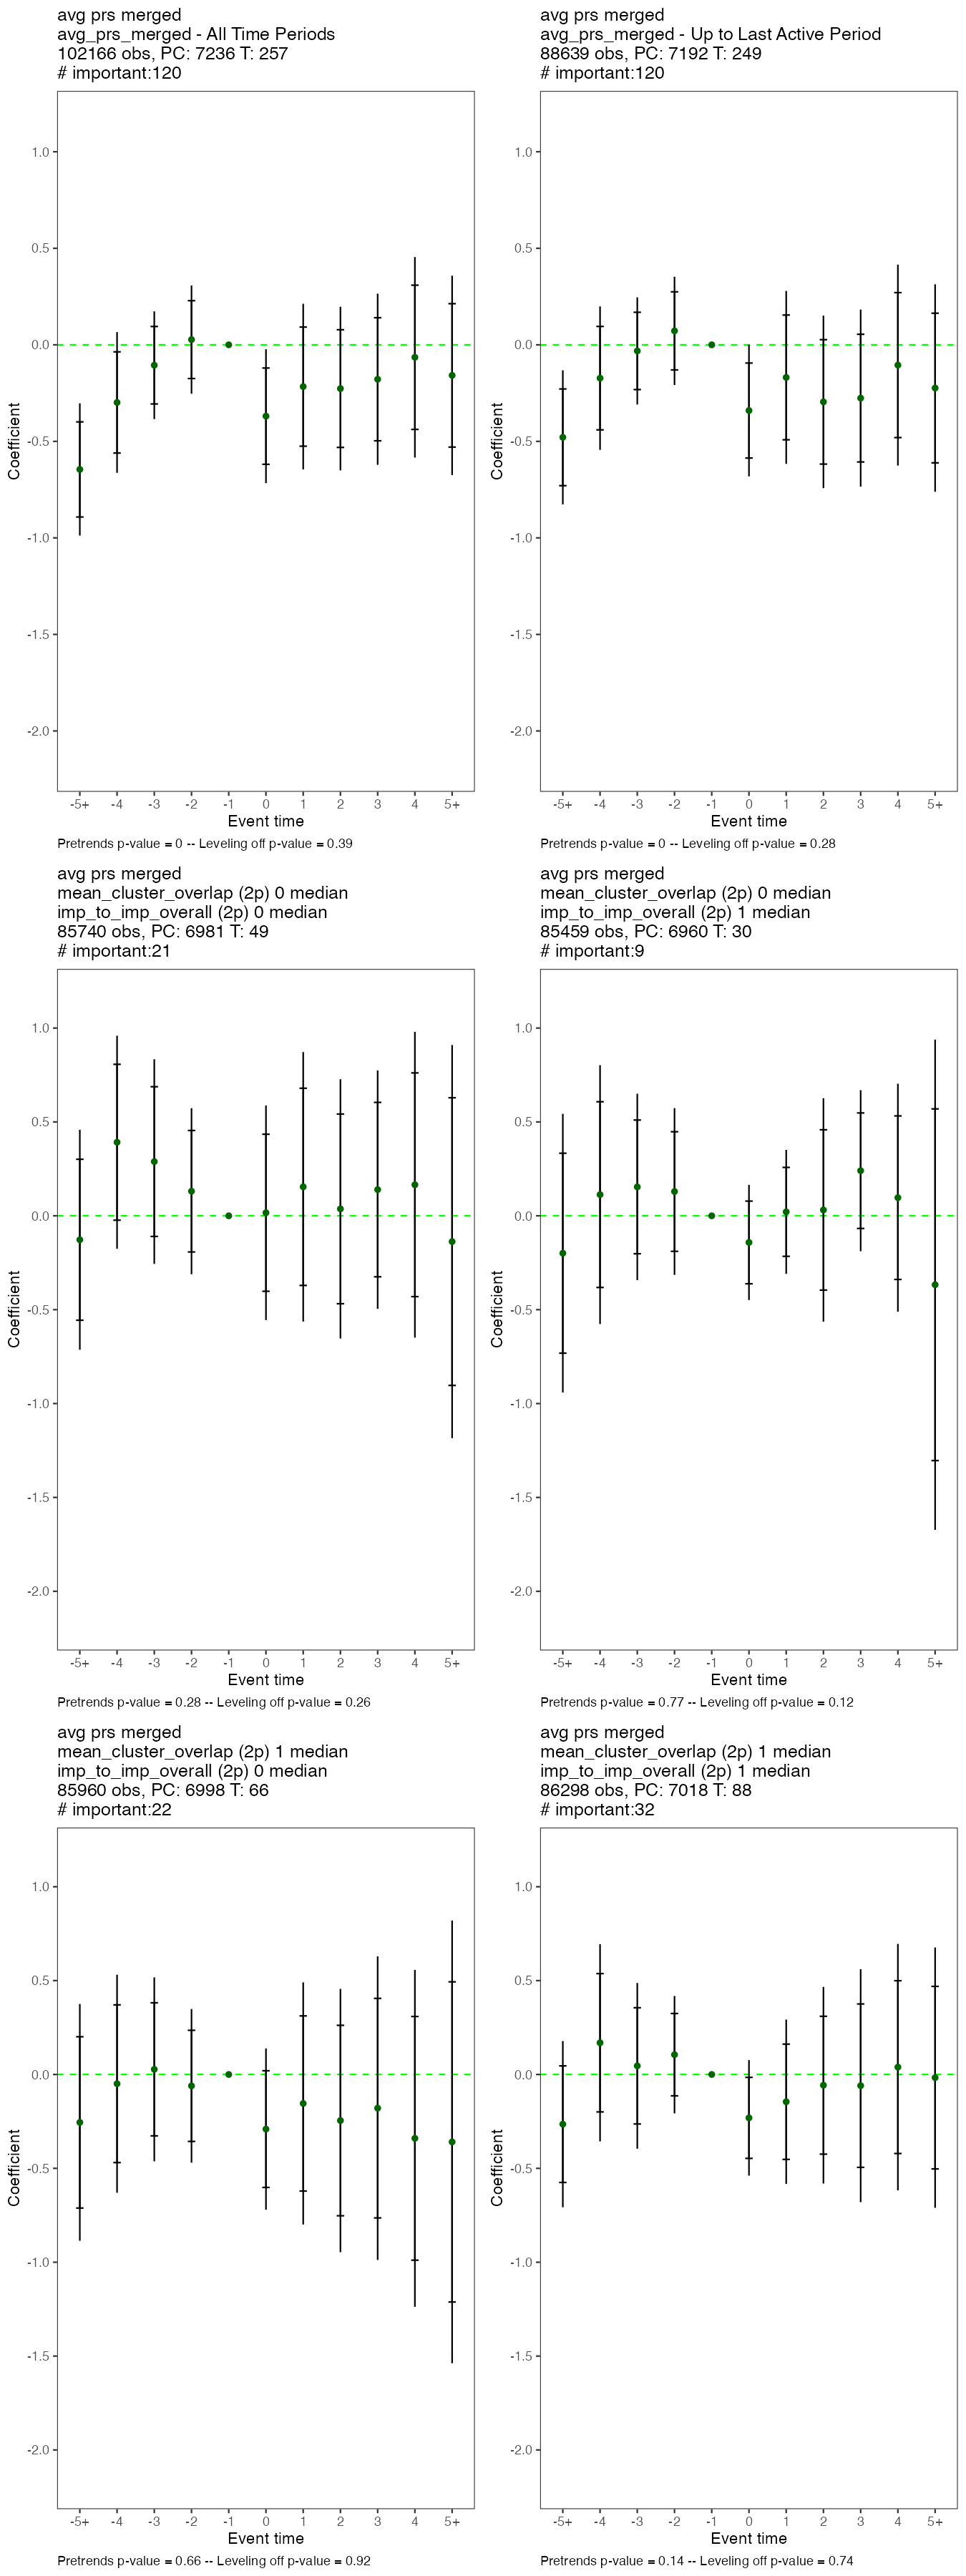 avg prs merged
avg_prs_merged - All Time Periods
102166 obs, PC: 7236 T: 257
# important:120
1.0
0.5
0.0
-0.5
-1.0
-1.5
-2.0
Coefficient
-5+ -4 -3 -2 -1 0 1 2 3 4 5+
Event time
Pretrends p-value = 0 -- Leveling off p-value = 0.39
avg prs merged
avg_prs_merged - Up to Last Active Period
88639 obs, PC: 7192 T: 249
# important:120
1.0
0.5
0.0
-0.5
-1.0
-1.5
-2.0
Coefficient
-5+ -4 -3 -2 -1 0 1 2 3 4 5+
Event time
Pretrends p-value = 0 -- Leveling off p-value = 0.28
avg prs merged
mean_cluster_overlap (2p) 0 median
imp_to_imp_overall (2p) 0 median
85740 obs, PC: 6981 T: 49
# important:21
1.0
0.5
0.0
-0.5
-1.0
-1.5
-2.0
Coefficient
-5+ -4 -3 -2 -1 0 1 2 3 4 5+
Event time
Pretrends p-value = 0.28 -- Leveling off p-value = 0.26
avg prs merged
mean_cluster_overlap (2p) 0 median
imp_to_imp_overall (2p) 1 median
85459 obs, PC: 6960 T: 30
# important:9
1.0
0.5
0.0
-0.5
-1.0
-1.5
-2.0
Coefficient
-5+ -4 -3 -2 -1 0 1 2 3 4 5+
Event time
Pretrends p-value = 0.77 -- Leveling off p-value = 0.12
avg prs merged
mean_cluster_overlap (2p) 1 median
imp_to_imp_overall (2p) 0 median
85960 obs, PC: 6998 T: 66
# important:22
1.0
0.5
0.0
-0.5
-1.0
-1.5
-2.0
Coefficient
-5+ -4 -3 -2 -1 0 1 2 3 4 5+
Event time
Pretrends p-value = 0.66 -- Leveling off p-value = 0.92
avg prs merged
mean_cluster_overlap (2p) 1 median
imp_to_imp_overall (2p) 1 median
86298 obs, PC: 7018 T: 88
# important:32
1.0
0.5
0.0
-0.5
-1.0
-1.5
-2.0
Coefficient
-5+ -4 -3 -2 -1 0 1 2 3 4 5+
Event time
Pretrends p-value = 0.14 -- Leveling off p-value = 0.74